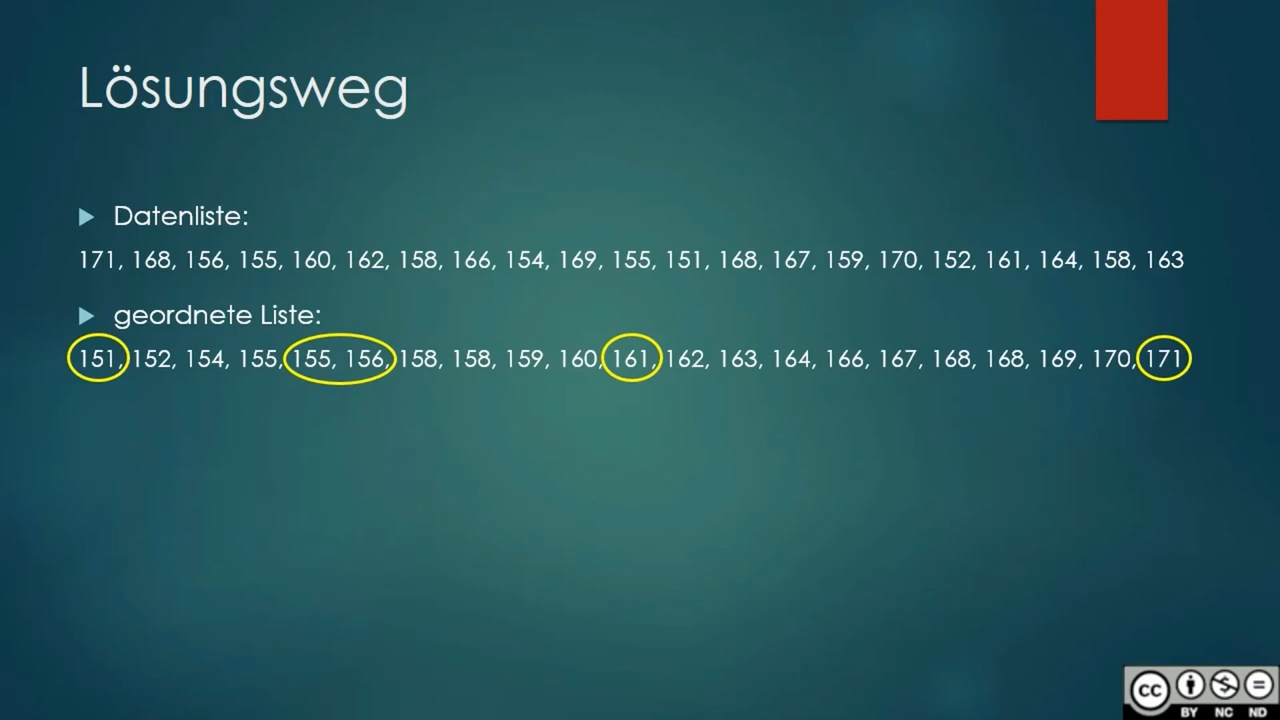 Lösungsweg
Datenliste:
171, 168, 156, 155, 160, 162, 158, 166, 154, 169, 155, 151, 168, 167, 159, 170, 152, 161, 164, 158, 163
geordnete Liste:
151, 152, 154, 155, 155, 156, 158, 158, 159, 160, 161, 162, 163, 164, 166, 167, 168, 168, 169, 170, 171
cc
BY NC ND